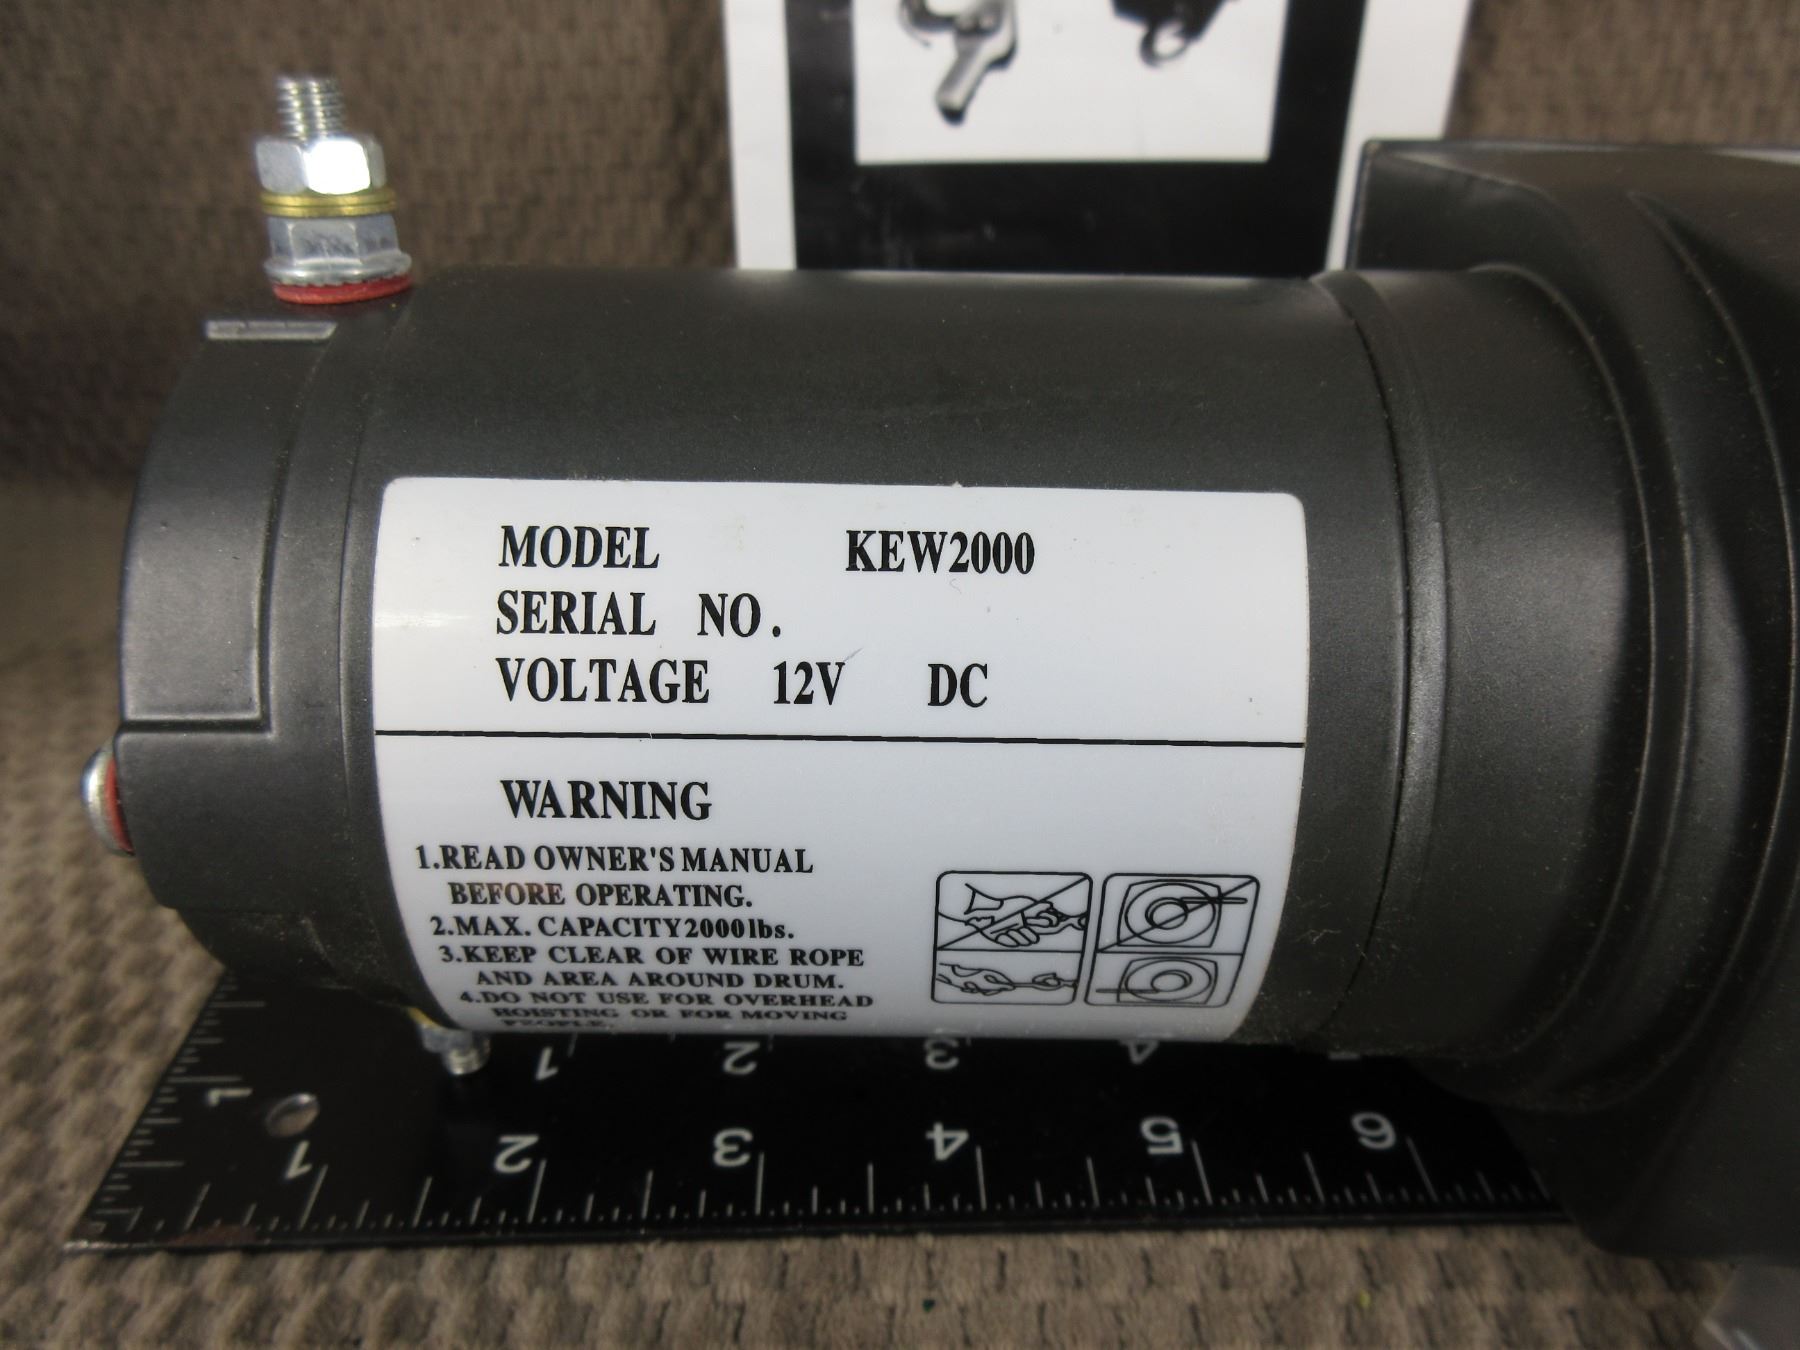 MODEL KEW2000
SERIAL NO.
VOLTAGE 12V DC
WARNING
1.READ OWNER'S MANUAL
BEFORE OPERATING.
2.MAX. CAPACITY2000lbs.
3.KEEP CLEAR OF WIRE ROPE
AND AREA AROUND DRUM.
4.DO NOT USE FOR OVERHEAD
HOISTING OR FOR MOVING
PEOPLE.
1 2 3 4
1
1 2 3 4 5 6